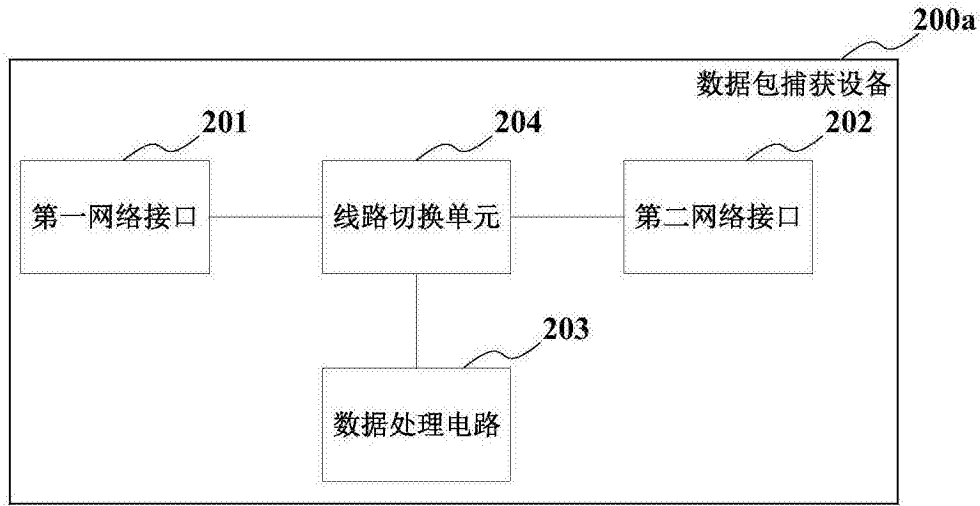 200a
数据包捕获设备
201
204
202
第一网络接口
线路切换单元
第二网络接口
203
数据处理电路